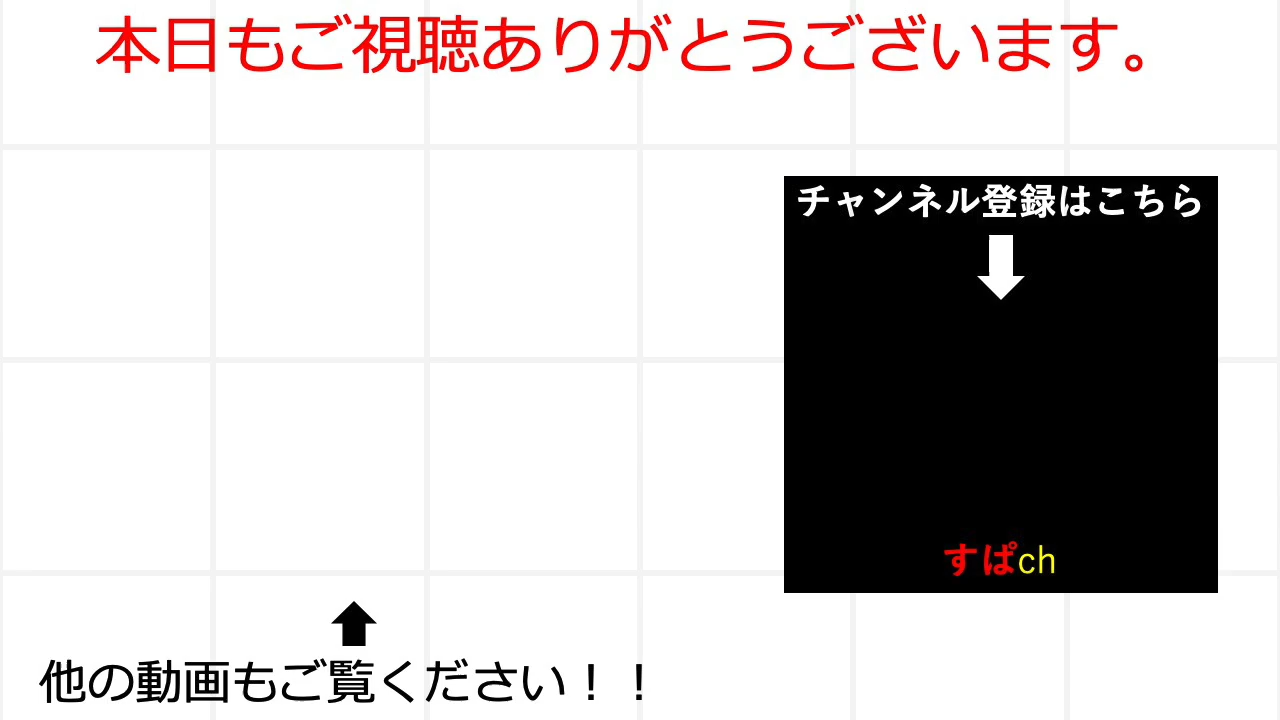 本日もご視聴ありがとうございます。
チャンネル登録はこちら
すぱch
他の動画もご覧ください！！